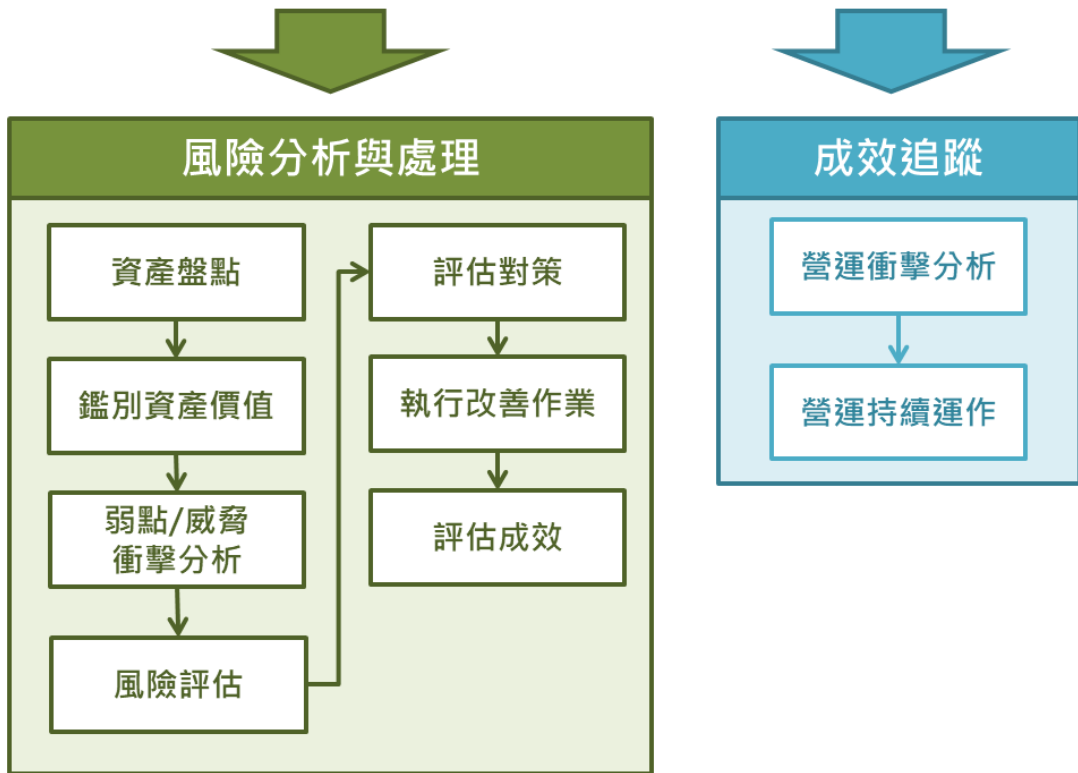 風險分析與處理
資產盤點
鑑別資產價值
弱點/威脅
衝擊分析
風險評估
評估對策
執行改善作業
評估成效
成效追蹤
營運衝擊分析
營運持續運作